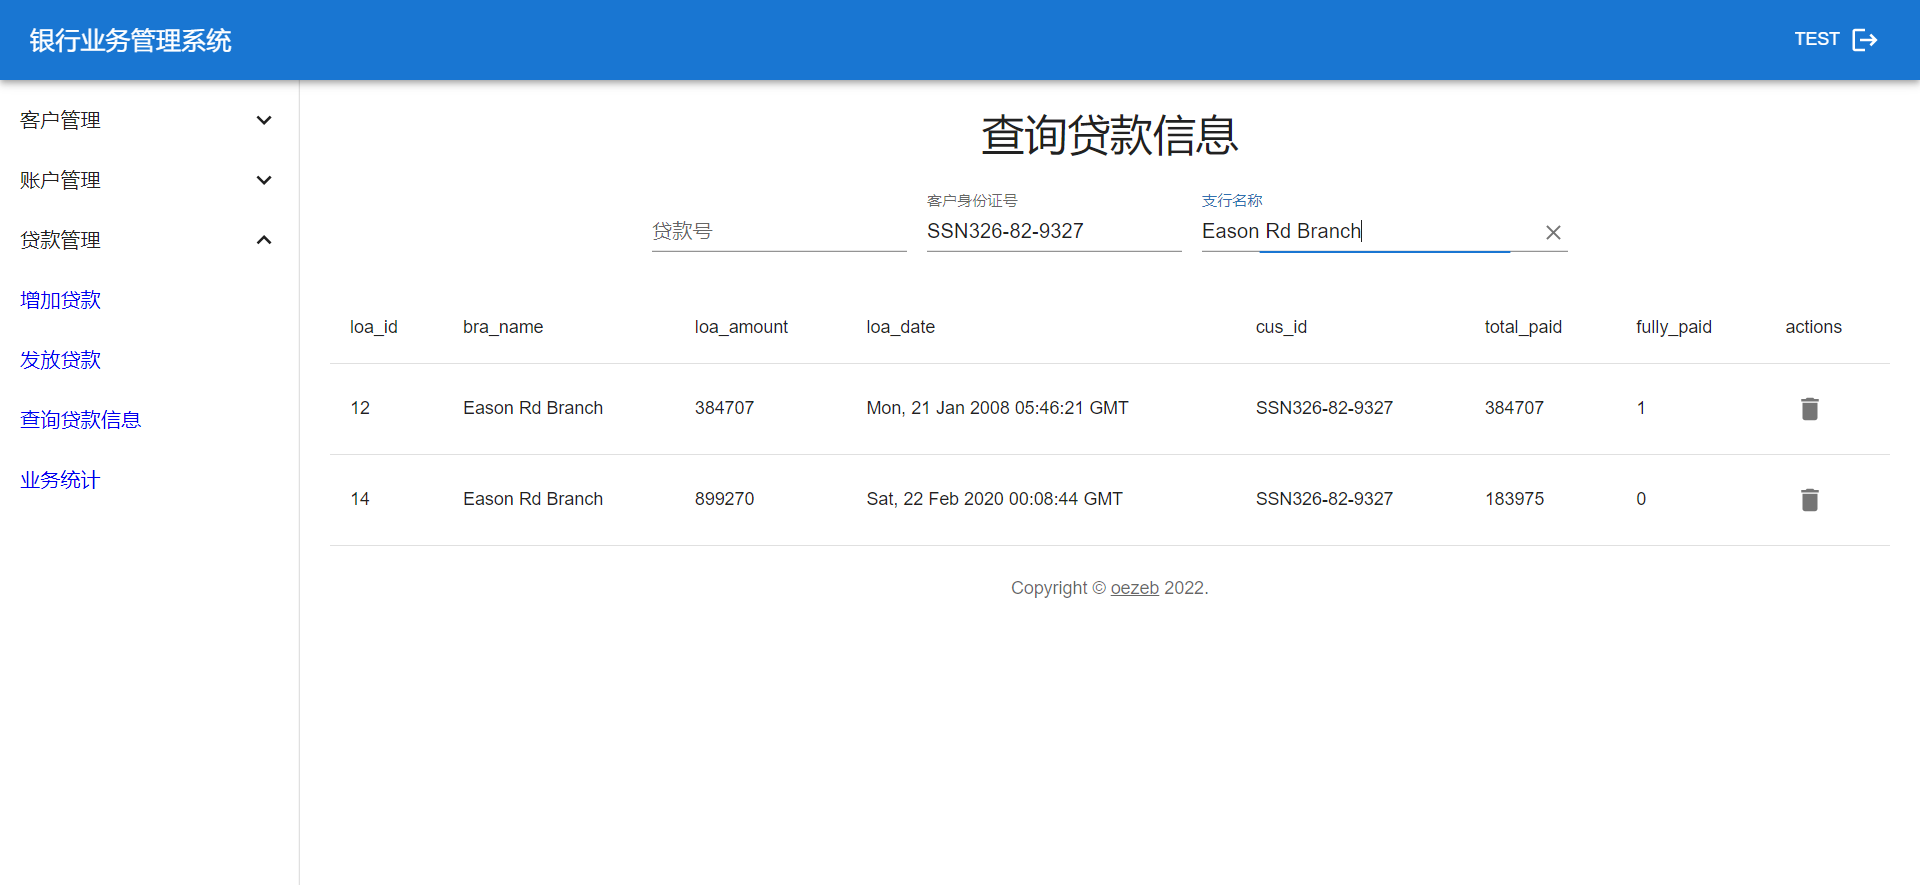 银行业务管理系统
TEST
客户管理
账户管理
贷款管理
增加贷款
发放贷款
查询贷款信息
业务统计
查询贷款信息
贷款号
客户身份证号
SSN326-82-9327
支行名称
Eason Rd Branch
loa_id bra_name loa_amount loa_date cus_id total_paid fully_paid actions
12 Eason Rd Branch 384707 Mon, 21 Jan 2008 05:46:21 GMT SSN326-82-9327 384707 1
14 Eason Rd Branch 899270 Sat, 22 Feb 2020 00:08:44 GMT SSN326-82-9327 183975 0
Copyright © oezeb 2022.